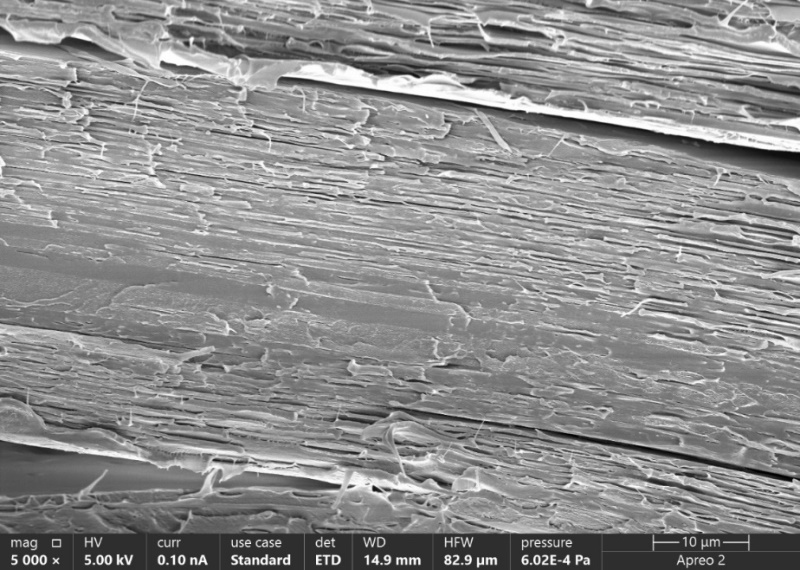 mag □ HV curr use case det WD HFW pressure 10 µm
5 000 × 5.00 kV 0.10 nA Standard ETD 14.9 mm 82.9 µm 6.02E-4 Pa Apreo 2